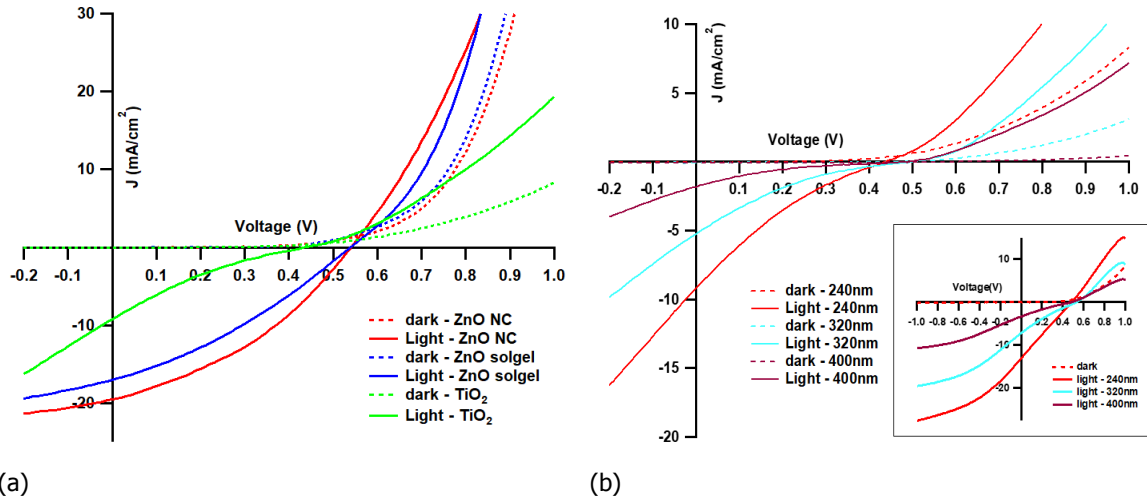 30
20
10
-10
-20
J (mA/cm2)
Voltage (V)
-0.2 -0.1 0.1 0.2 0.3 0.4 0.5 0.6 0.7 0.8 0.9 1.0
dark - ZnO NC
Light - ZnO NC
dark - ZnO solgel
Light - ZnO solgel
dark - TiO2
Light - TiO2
(a)
10
5
-5
-10
-15
-20
J (mA/cm2)
Voltage (V)
-0.2 -0.1 0.1 0.2 0.3 0.4 0.5 0.6 0.7 0.8 0.9 1.0
dark - 240nm
Light - 240nm
dark - 320nm
Light - 320nm
dark - 400nm
Light - 400nm
10
-20
Voltage(V)
-1.0 -0.8 -0.6 -0.4 -0.2 0.2 0.4 0.6 0.8 1.0
dark
light - 240nm
light - 320nm
light - 400nm
(b)